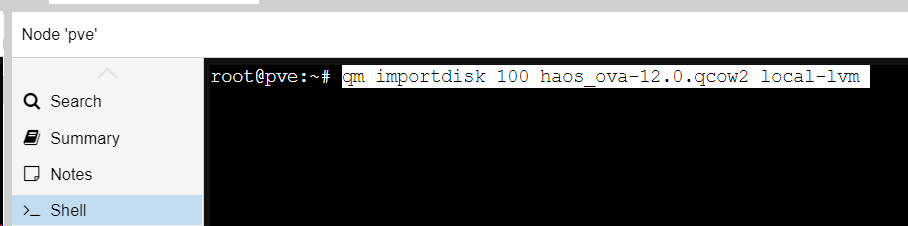 Node 'pve'
Search
Summary
Notes
>_ Shell
root@pve:~# qm importdisk 100 haos_ova-12.0.qcow2 local-lvm